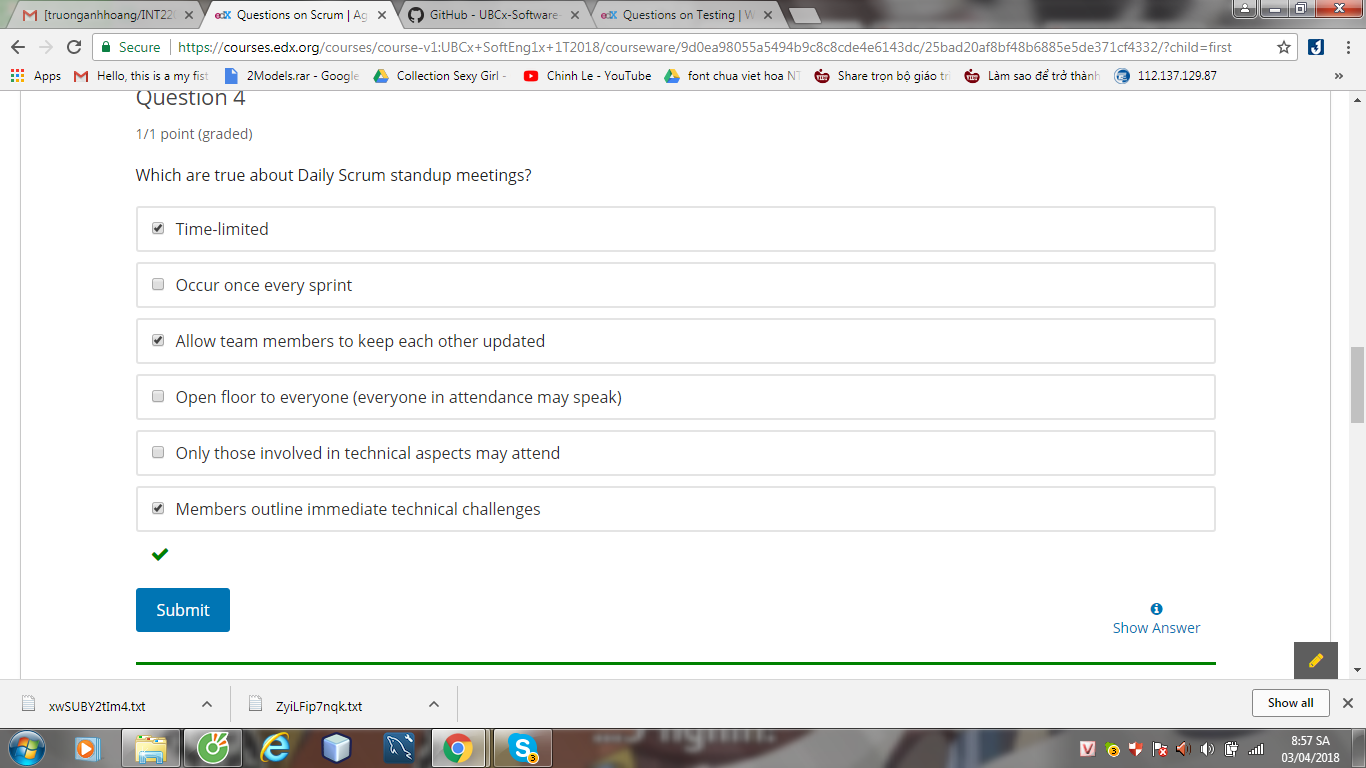 [truonganhhoang/INT22
edX Questions on Scrum | Ag
GitHub - UBCx-Software-
edX Questions on Testing | W
Secure https://courses.edx.org/courses/course-v1:UBCx+SoftEng1x+1T2018/courseware/9d0ea98055a5494b9c8c8cde4e6143dc/25bad20af8bf48b6885e5de371cf4332/?child=first
Apps Hello, this is a my fist 2Models.rar - Google Collection Sexy Girl - Chinh Le - YouTube font chua viet hoa NT Share trọn bộ giáo tri Làm sao để trở thành 112.137.129.87 »
Question 4
1/1 point (graded)
Which are true about Daily Scrum standup meetings?
Time-limited
Occur once every sprint
Allow team members to keep each other updated
Open floor to everyone (everyone in attendance may speak)
Only those involved in technical aspects may attend
Members outline immediate technical challenges
Submit
Show Answer
xwSUBY2tIm4.txt
ZyiLFip7nqk.txt
Show all
8:57 SA
03/04/2018